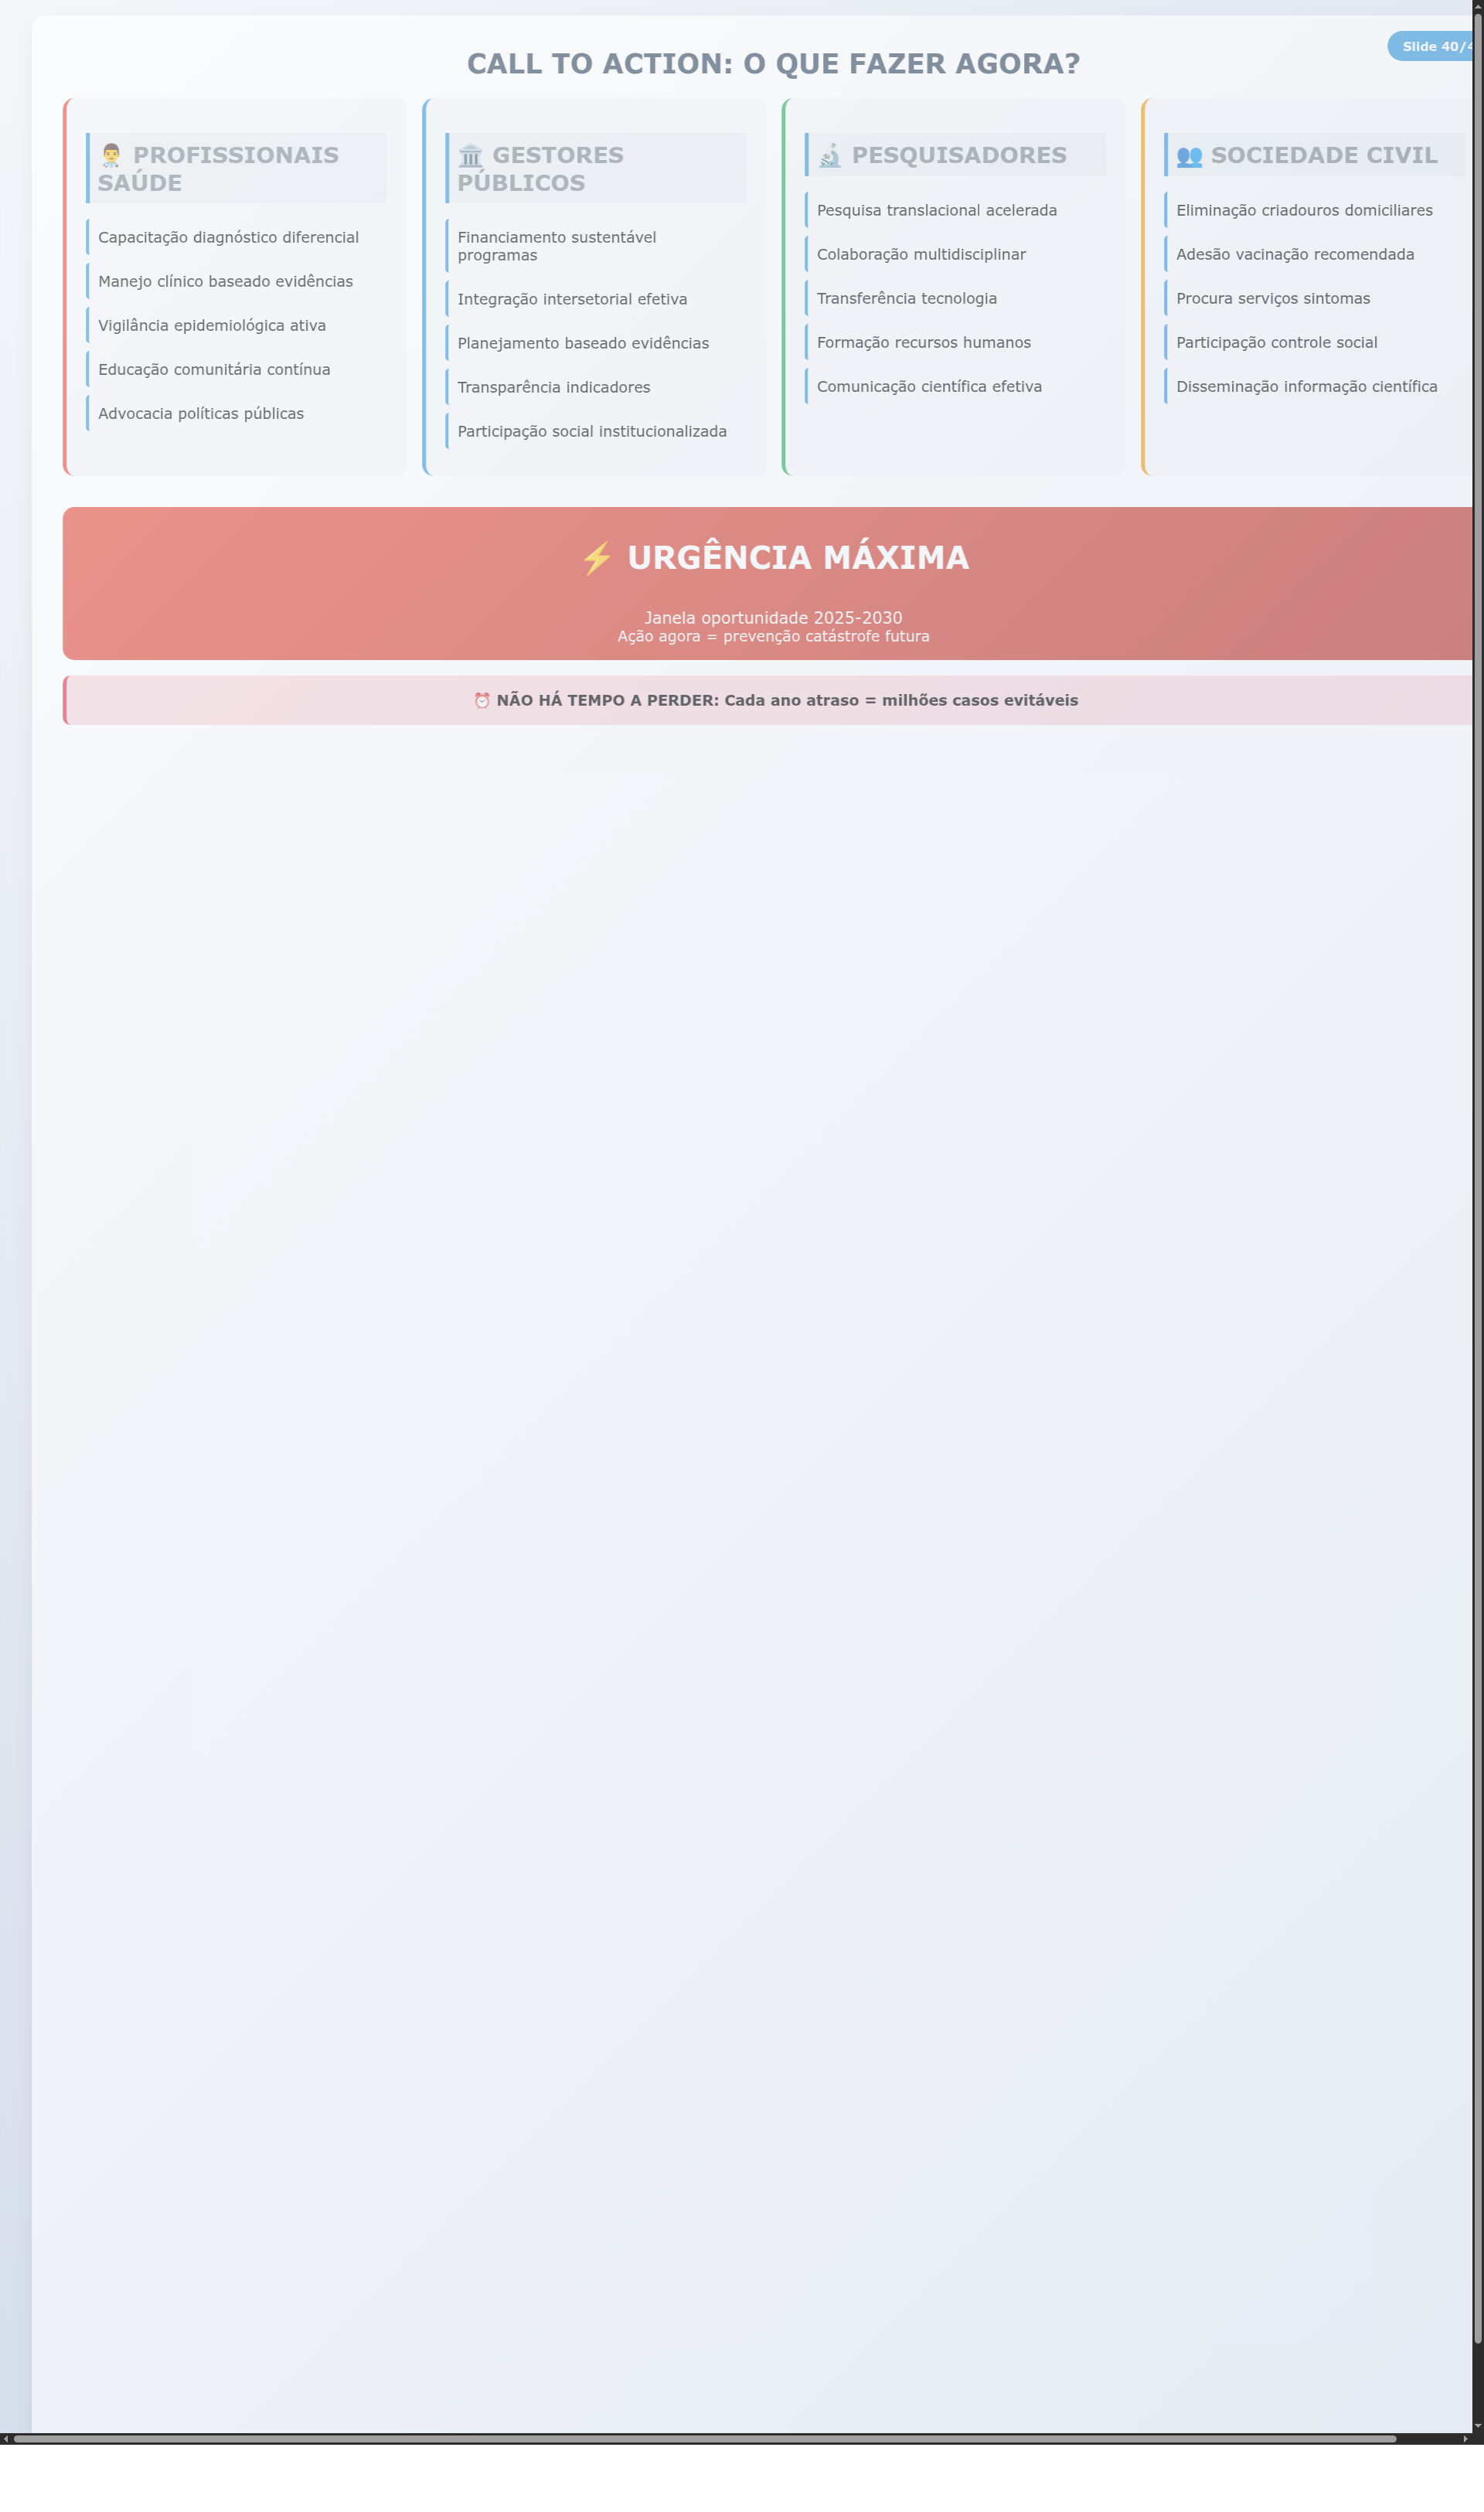 Slide 40/4
CALL TO ACTION: O QUE FAZER AGORA?
👨‍⚕️ PROFISSIONAIS
SAÚDE
Capacitação diagnóstico diferencial
Manejo clínico baseado evidências
Vigilância epidemiológica ativa
Educação comunitária contínua
Advocacia políticas públicas
🏛️ GESTORES
PÚBLICOS
Financiamento sustentável
programas
Integração intersetorial efetiva
Planejamento baseado evidências
Transparência indicadores
Participação social institucionalizada
🔬 PESQUISADORES
Pesquisa translacional acelerada
Colaboração multidisciplinar
Transferência tecnologia
Formação recursos humanos
Comunicação científica efetiva
👥 SOCIEDADE CIVIL
Eliminação criadouros domiciliares
Adesão vacinação recomendada
Procura serviços sintomas
Participação controle social
Disseminação informação científica
⚡ URGÊNCIA MÁXIMA
Janela oportunidade 2025-2030
Ação agora = prevenção catástrofe futura
⏰ NÃO HÁ TEMPO A PERDER: Cada ano atraso = milhões casos evitáveis